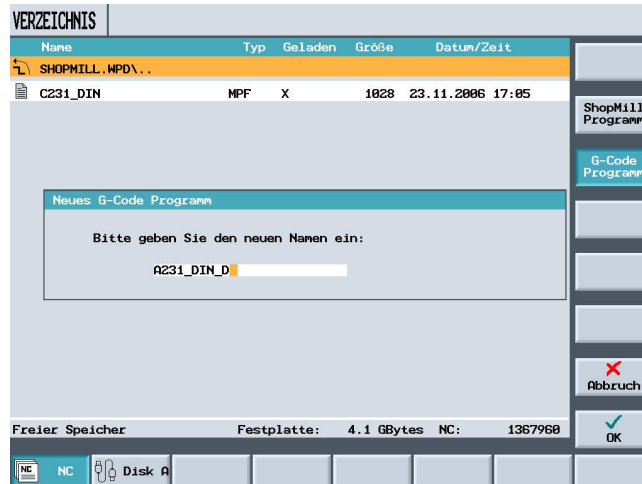 VERZEICHNIS
Name Typ Geladen Größe Datum/Zeit
SHOPMILL.WPD\..
C231_DIN MPF X 1028 23.11.2006 17:05
ShopMill
Programm
G-Code
Programm
Neues G-Code Programm
Bitte geben Sie den neuen Namen ein:
A231_DIN_D
Abbruch
Freier Speicher Festplatte: 4.1 GBytes NC: 1367960
OK
NC NC Disk A